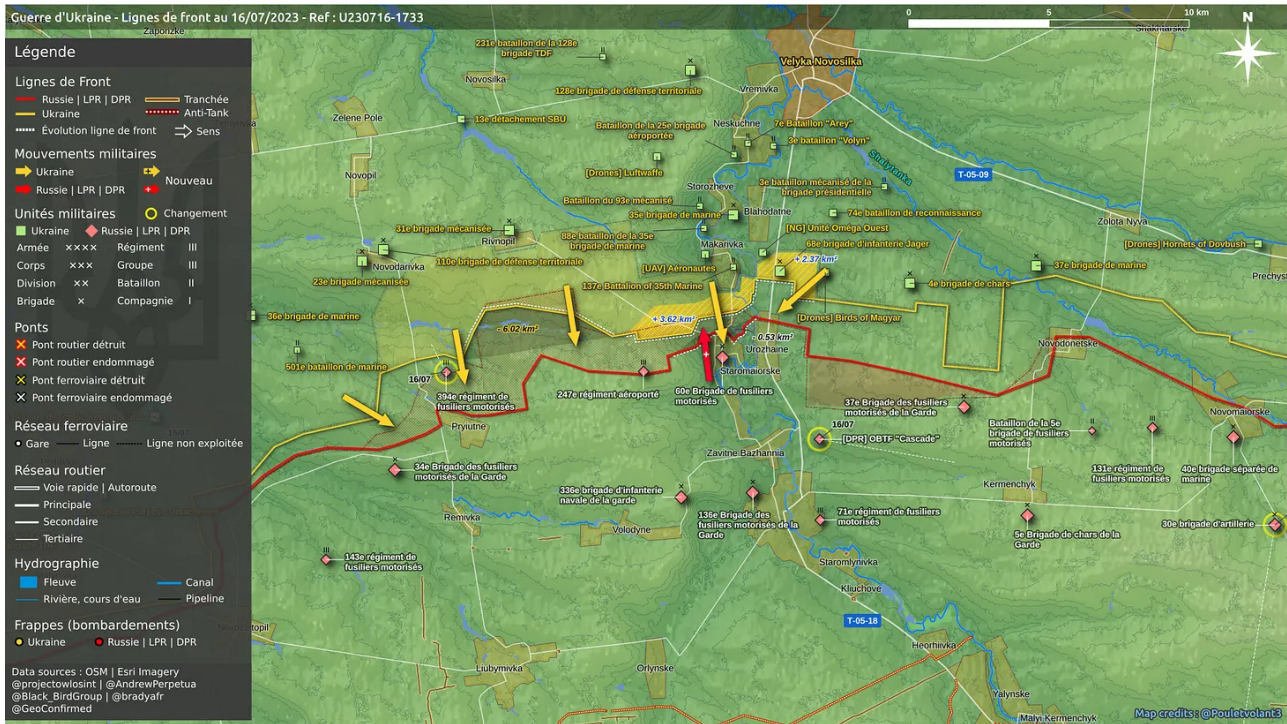 Guerre d'Ukraine - Lignes de front au 16/07/2023 - Ref : U230716-1733
0
5
10 km
N
Légende
Lignes de Front
Russie | LPR | DPR
Tranchée
Ukraine
Anti-Tank
Évolution ligne de front
Sens
Mouvements militaires
Ukraine
Nouveau
Russie | LPR | DPR
Unités militaires
Changement
Ukraine
Russie | LPR | DPR
Armée
××××
Régiment
III
Corps
×××
Groupe
III
Division
××
Bataillon
II
Brigade
×
Compagnie
I
Ponts
Pont routier détruit
Pont routier endommagé
Pont ferroviaire détruit
Pont ferroviaire endommagé
Réseau ferroviaire
Gare
Ligne
Ligne non exploitée
Réseau routier
Voie rapide | Autoroute
Principale
Secondaire
Tertiaire
Hydrographie
Fleuve
Canal
Rivière, cours d'eau
Pipeline
Frappes (bombardements)
Ukraine
Russie | LPR | DPR
Data sources : OSM | Esri Imagery
@projectowlosint | @AndrewPerpetua
@Black_BirdGroup | @bradyafr
@GeoConfirmed
Zaporizke
Shakhtarske
231e bataillon de la 128e
brigade TDF
Velyka Novosilka
Novosilka
128e brigade de défense territoriale
Vremivka
Zelene Pole
13e détachement SBU
Bataillon de la 25e brigade
aéroportée
Neskuchne
7e Bataillon "Arey"
3e bataillon "Volyn"
Shaiytanka
Novopil
[Drones] Luftwaffe
T-05-09
Storozheve
3e bataillon mécanisé de la
brigade présidentielle
Bataillon du 93e mécanisé
35e brigade de marine
Blahodatne
74e bataillon de reconnaissance
Zolota Nyva
31e brigade mécanisée
Rivnopil
88e bataillon de la 35e
brigade de marine
[NG] Unité Oméga Ouest
68e brigade d'infanterie Jager
Makarivka
[Drones] Hornets of Dovbush
110e brigade de défense territoriale
Novodarivka
[UAV] Aéronautes
+ 2.37 km²
37e brigade de marine
Prechys
23e brigade mécanisée
137e Battalion of 35th Marine
4e brigade de chars
36e brigade de marine
+ 3.62 km²
[Drones] Birds of Magyar
- 6.02 km²
- 0.53 km²
Urozhaine
Novodonetske
501e bataillon de marine
16/07
Staromaiorske
394e régiment de
fusiliers motorisés
247e régiment aéroporté
60e Brigade de fusiliers
motorisés
37e Brigade des fusiliers
motorisés de la Garde
Novomaiorske
Pryiutne
16/07
[DPR] OBTF "Cascade"
Bataillon de la 5e
brigade de fusiliers
motorisés
Zavitne Bazhannia
34e Brigade des fusiliers
motorisés de la Garde
131e régiment de
fusiliers motorisés
40e brigade séparée de
marine
336e brigade d'infanterie
navale de la garde
Kermenchyk
Remivka
Volodyne
136e Brigade des
fusiliers motorisés de la
Garde
71e régiment de fusiliers
motorisés
5e Brigade de chars de la
Garde
30e brigade d'artillerie
143e régiment de
fusiliers motorisés
Staromlynivka
Kliuchove
T-05-18
Heorhiivka
Liubymivka
Orlynske
Yalynske
Malyi Kermenchyk
Map credits : @Pouletvolant3